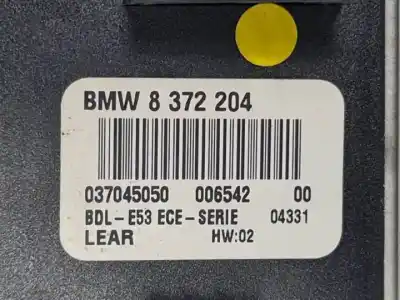 BMW 8 372 204
037045050 006542 00
BDL-E53 ECE-SERIE 04331
LEAR HW:02